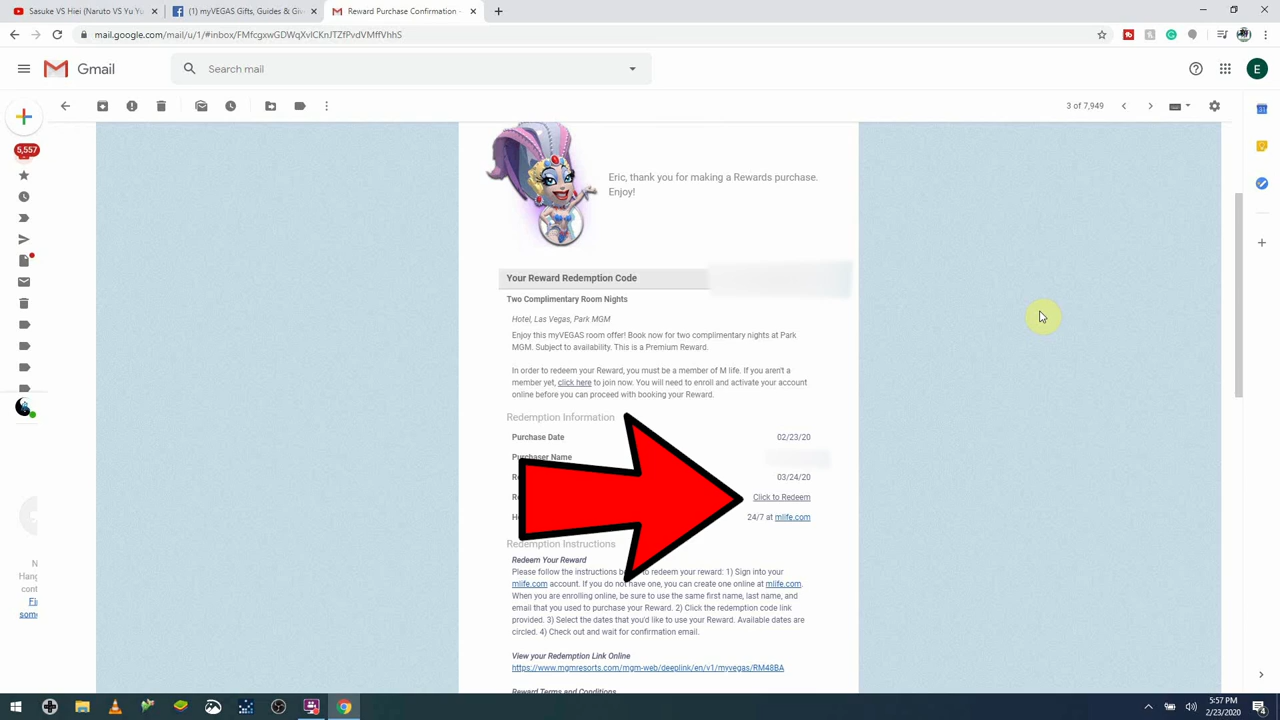 Sasuke VS Hiei (Naruto VS Yu Yu
(1) myVEGAS Guides, Guides & Gi
myRewards Purchase Confirmation
mail.google.com/mail/u/1/#inbox/FMfcgxwGDWqXvlCKnJTZfPvdVMffVhhS
Gmail
Search mail
E
3 of 7,949
5,557
Eric, thank you for making a Rewards purchase.
Enjoy!
Your Reward Redemption Code
Two Complimentary Room Nights
Hotel, Las Vegas, Park MGM
Enjoy this myVEGAS room offer! Book now for two complimentary nights at Park
MGM. Subject to availability. This is a Premium Reward.
In order to redeem your Reward, you must be a member of M life. If you aren't a
member yet, click here to join now. You will need to enroll and activate your account
online before you can proceed with booking your Reward.
Redemption Information
Purchase Date 02/23/20
Purchaser Name
03/24/20
Click to Redeem
24/7 at mlife.com
Redemption Instructions
Redeem Your Reward
Please follow the instructions to redeem your reward: 1) Sign into your
mlife.com account. If you do not have one, you can create one online at mlife.com.
When you are enrolling online, be sure to use the same first name, last name, and
email that you used to purchase your Reward. 2) Click the redemption code link
provided. 3) Select the dates that you'd like to use your Reward. Available dates are
circled. 4) Check out and wait for confirmation email.
View your Redemption Link Online
https://www.mgmresorts.com/mgm-web/deeplink/en/v1/myvegas/RM48BA
Reward Terms and Conditions
N
Hang
cont
Fi
some
5:57 PM
2/23/2020
4